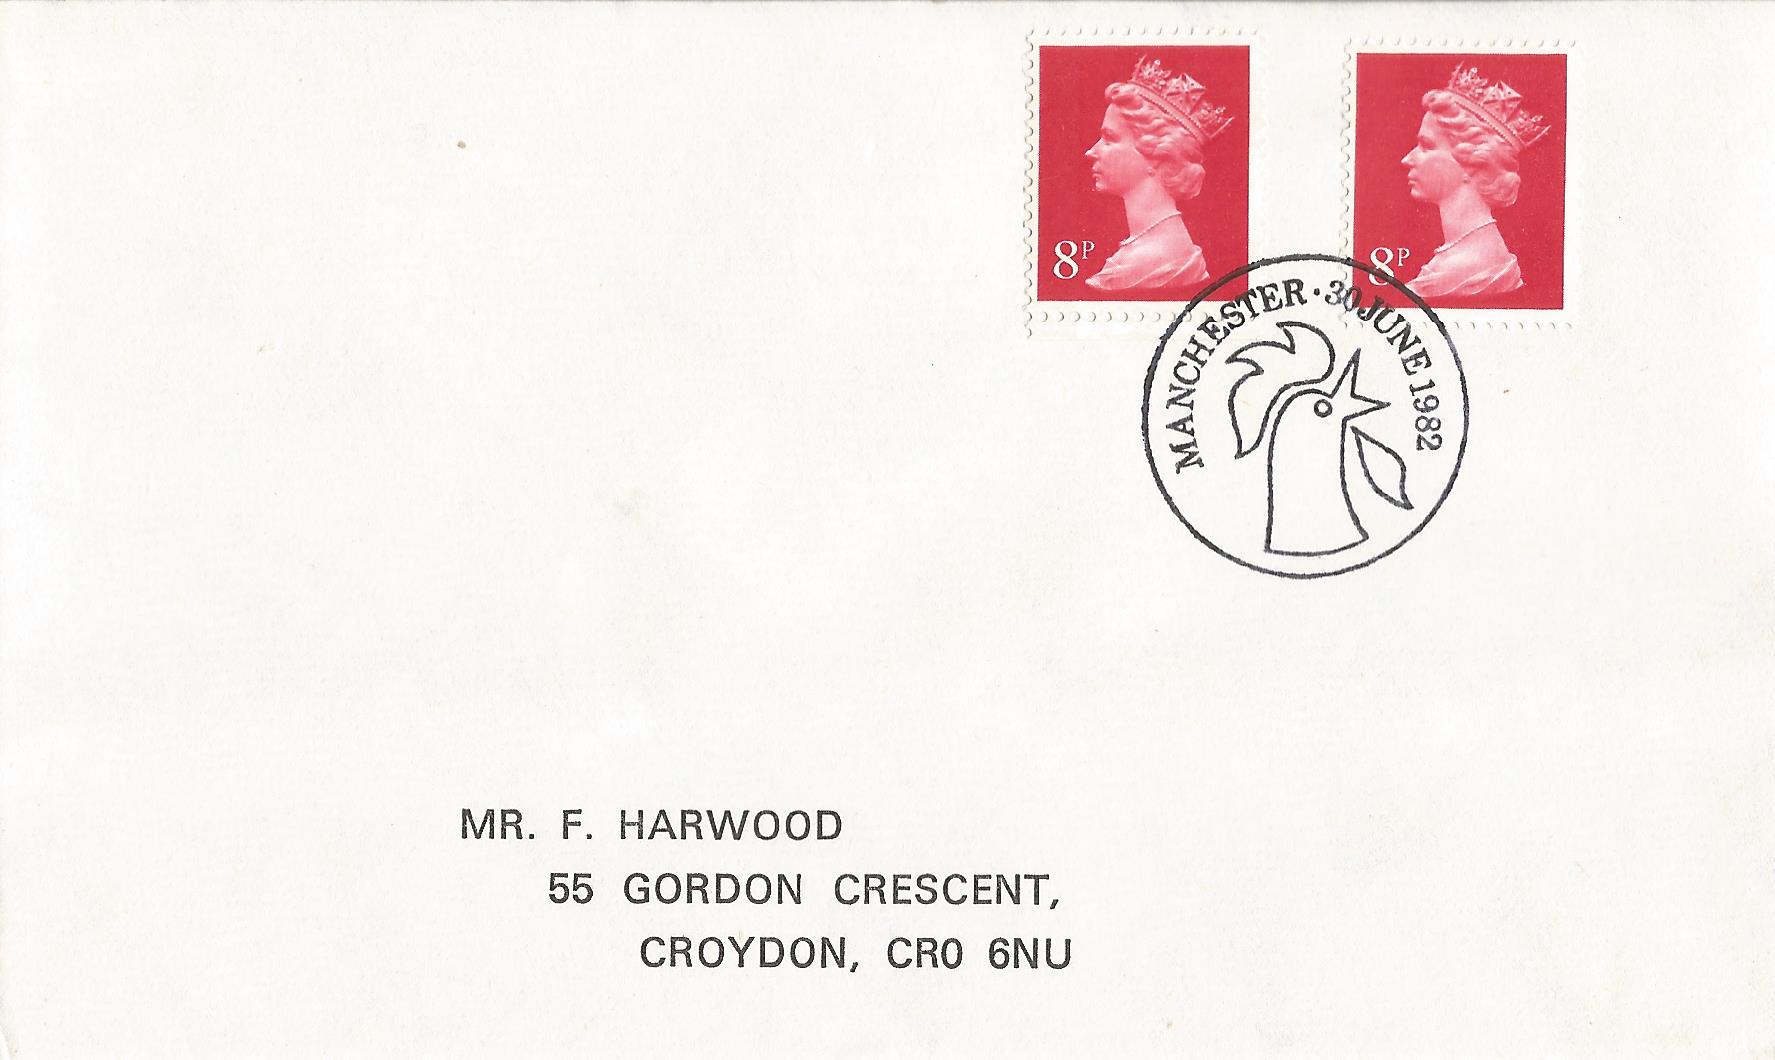 8P
8P
MANCHESTER · 30 JUNE 1982
MR. F. HARWOOD
55 GORDON CRESCENT,
CROYDON, CR0 6NU